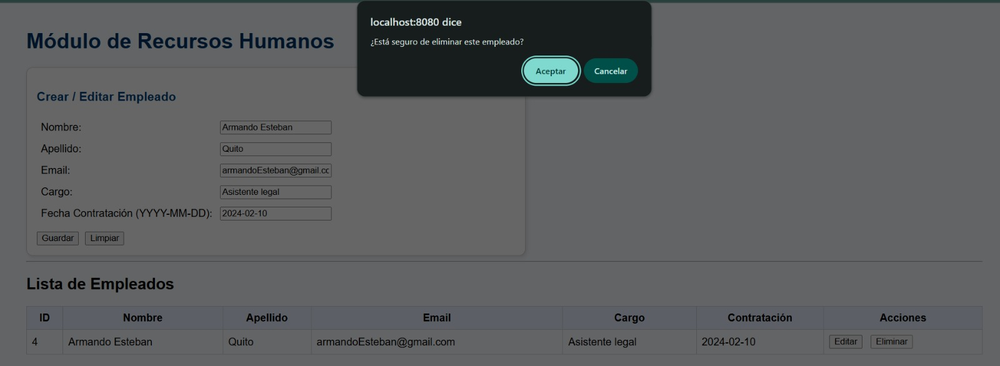 localhost:8080 dice
¿Está seguro de eliminar este empleado?
Aceptar Cancelar
Módulo de Recursos Humanos
Crear / Editar Empleado
Nombre: Armando Esteban
Apellido: Quito
Email: armandoEsteban@gmail.cc
Cargo: Asistente legal
Fecha Contratación (YYYY-MM-DD): 2024-02-10
Guardar Limpiar
Lista de Empleados
ID Nombre Apellido Email Cargo Contratación Acciones
4 Armando Esteban Quito armandoEsteban@gmail.com Asistente legal 2024-02-10 Editar Eliminar